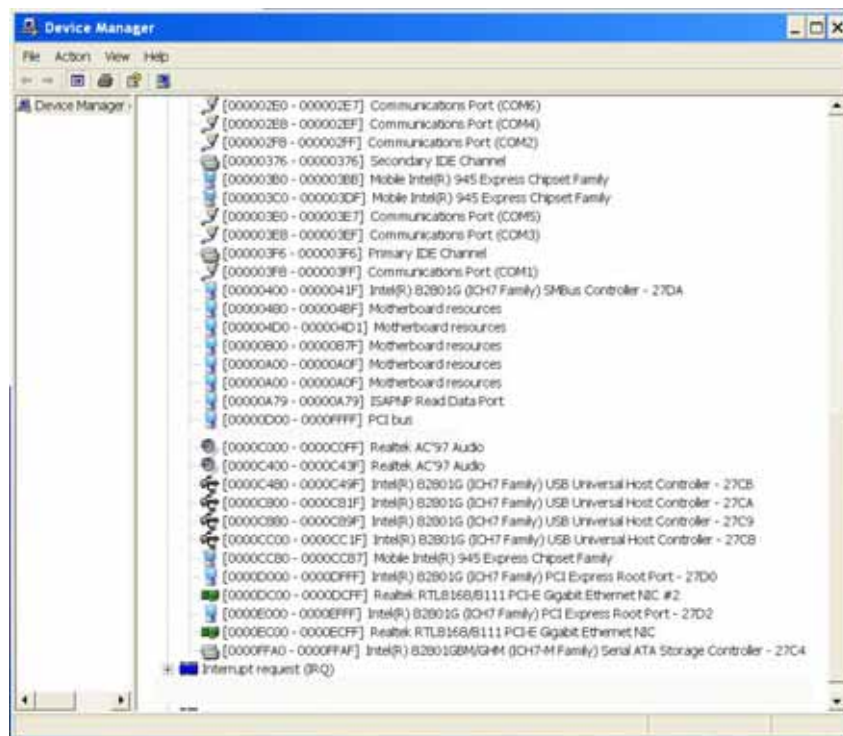 Device Manager
File Action View Help
Device Manager
[000002E0 - 000002E7] Communications Port (COM6)
[000002E8 - 000002EF] Communications Port (COM4)
[000002F8 - 000002FF] Communications Port (COM2)
[00000376 - 00000376] Secondary IDE Channel
[000003B0 - 000003BB] Mobile Intel(R) 945 Express Chipset Family
[000003C0 - 000003DF] Mobile Intel(R) 945 Express Chipset Family
[000003E0 - 000003E7] Communications Port (COM5)
[000003E8 - 000003EF] Communications Port (COM3)
[000003F6 - 000003F6] Primary IDE Channel
[000003F8 - 000003FF] Communications Port (COM1)
[00000400 - 0000041F] Intel(R) 82801G (ICH7 Family) SMBus Controller - 27DA
[00000480 - 000004BF] Motherboard resources
[000004D0 - 000004D1] Motherboard resources
[00000800 - 0000087F] Motherboard resources
[00000A00 - 00000A0F] Motherboard resources
[00000A00 - 00000A0F] Motherboard resources
[00000A79 - 00000A79] ISAPNP Read Data Port
[00000D00 - 0000FFFF] PCI bus
[0000C000 - 0000C0FF] Realtek AC'97 Audio
[0000C400 - 0000C43F] Realtek AC'97 Audio
[0000C480 - 0000C49F] Intel(R) 82801G (ICH7 Family) USB Universal Host Controller - 27CB
[0000C800 - 0000C81F] Intel(R) 82801G (ICH7 Family) USB Universal Host Controller - 27CA
[0000C880 - 0000C89F] Intel(R) 82801G (ICH7 Family) USB Universal Host Controller - 27C9
[0000CC00 - 0000CC1F] Intel(R) 82801G (ICH7 Family) USB Universal Host Controller - 27C8
[0000CC80 - 0000CC87] Mobile Intel(R) 945 Express Chipset Family
[0000D000 - 0000DFFF] Intel(R) 82801G (ICH7 Family) PCI Express Root Port - 27D0
[0000DC00 - 0000DCFF] Realtek RTL8168/8111 PCI-E Gigabit Ethernet NIC #2
[0000E000 - 0000EFFF] Intel(R) 82801G (ICH7 Family) PCI Express Root Port - 27D2
[0000EC00 - 0000ECFF] Realtek RTL8168/8111 PCI-E Gigabit Ethernet NIC
[0000FFA0 - 0000FFAF] Intel(R) 82801GBM/GHM (ICH7-M Family) Serial ATA Storage Controller - 27C4
Interrupt request (IRQ)